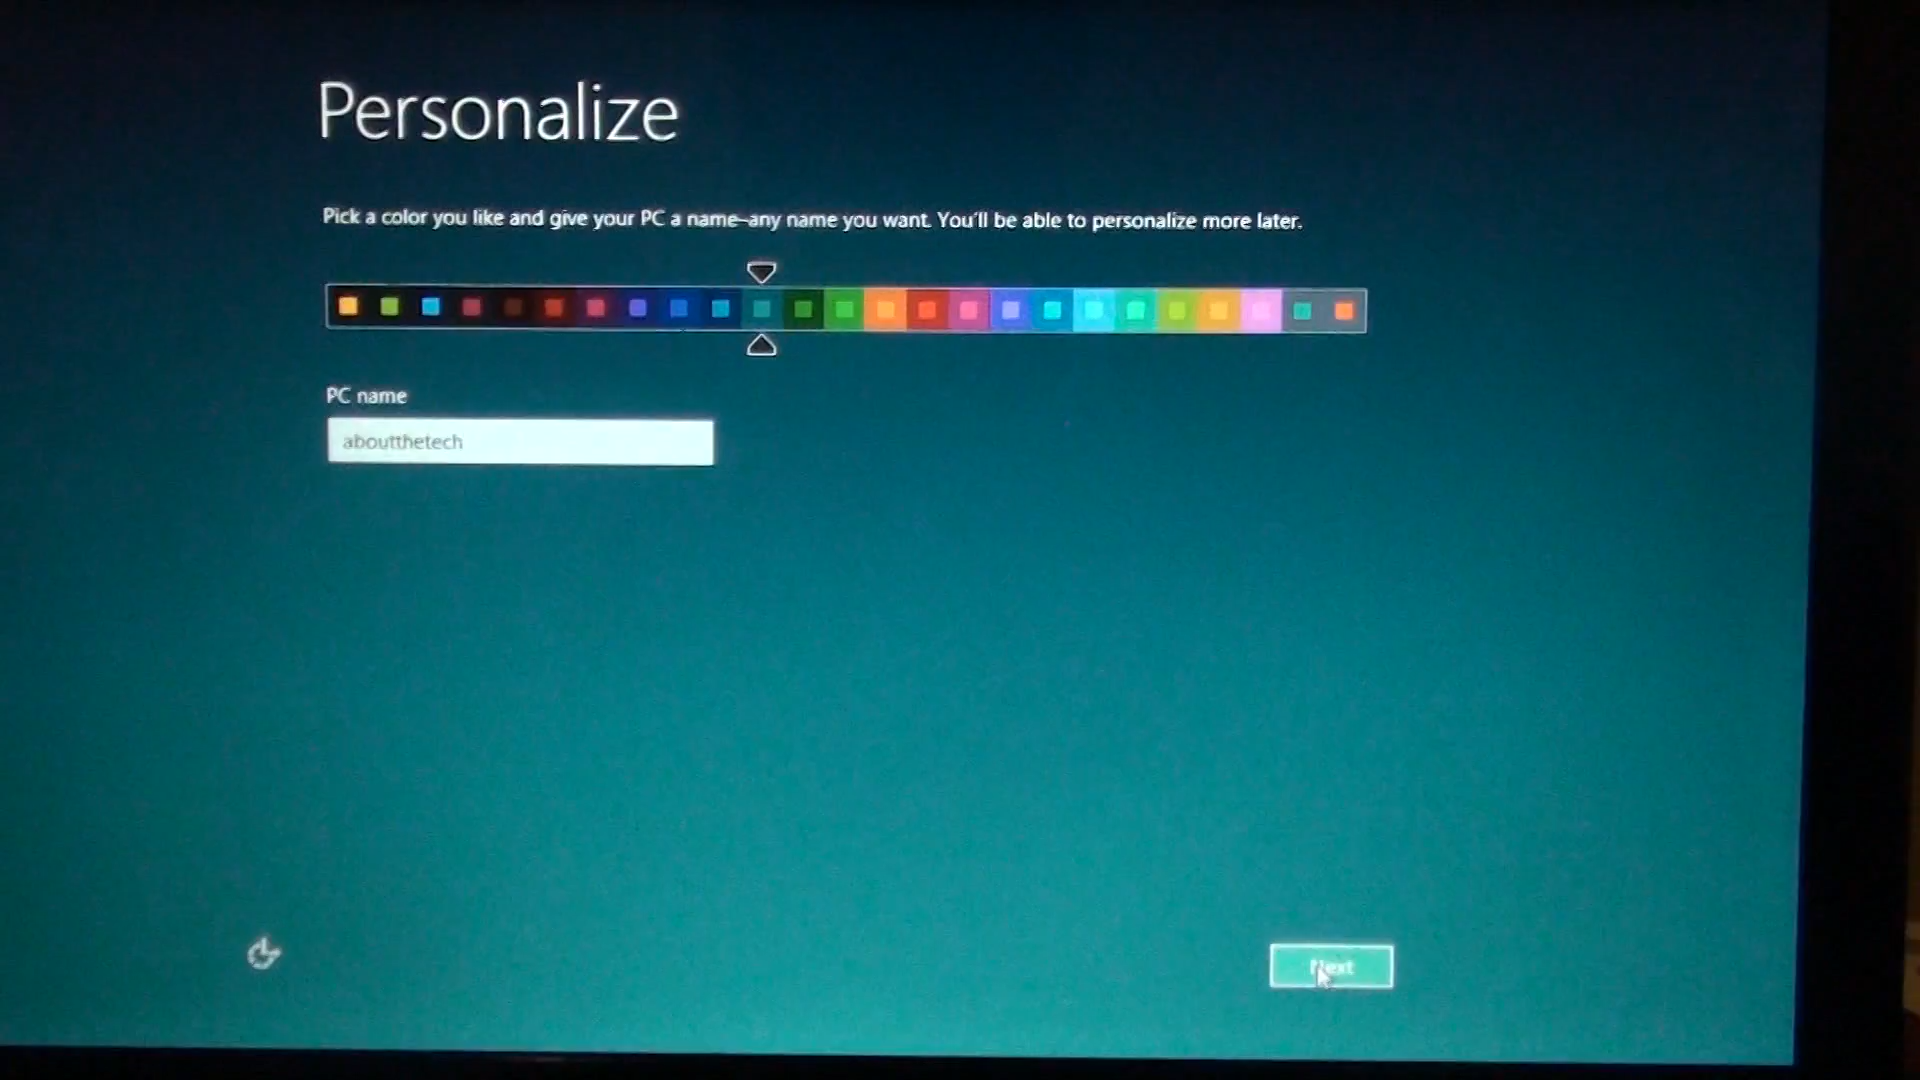 Personalize
Pick a color you like and give your PC a name–any name you want. You'll be able to personalize more later.
PC name
aboutthetech
Next